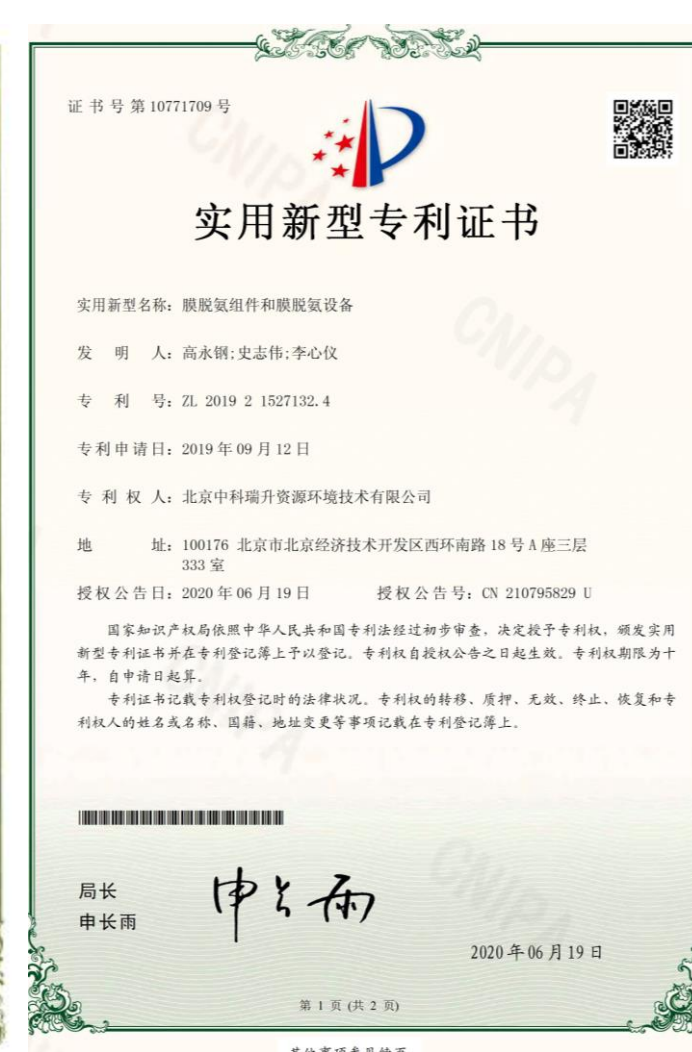 证书号第10771709号
实用新型专利证书
实用新型名称：膜脱氨组件和膜脱氨设备
发明人：高永钢;史志伟;李心仪
专利号：ZL 2019 2 1527132.4
专利申请日：2019年09月12日
专利权人：北京中科瑞升资源环境技术有限公司
地址：100176 北京市北京经济技术开发区西环南路18号A座三层
333室
授权公告日：2020年06月19日 授权公告号：CN 210795829 U
国家知识产权局依照中华人民共和国专利法经过初步审查，决定授予专利权，颁发实用
新型专利证书并在专利登记簿上予以登记。专利权自授权公告之日起生效。专利权期限为十
年，自申请日起算。
专利证书记载专利权登记时的法律状况。专利权的转移、质押、无效、终止、恢复和专
利权人的姓名或名称、国籍、地址变更等事项记载在专利登记簿上。
局长
申长雨
申长雨
2020年06月19日
第 1 页 (共 2 页)
其他事项参见续页
CNIPA
CNIPA
CNIPA
CNIPA